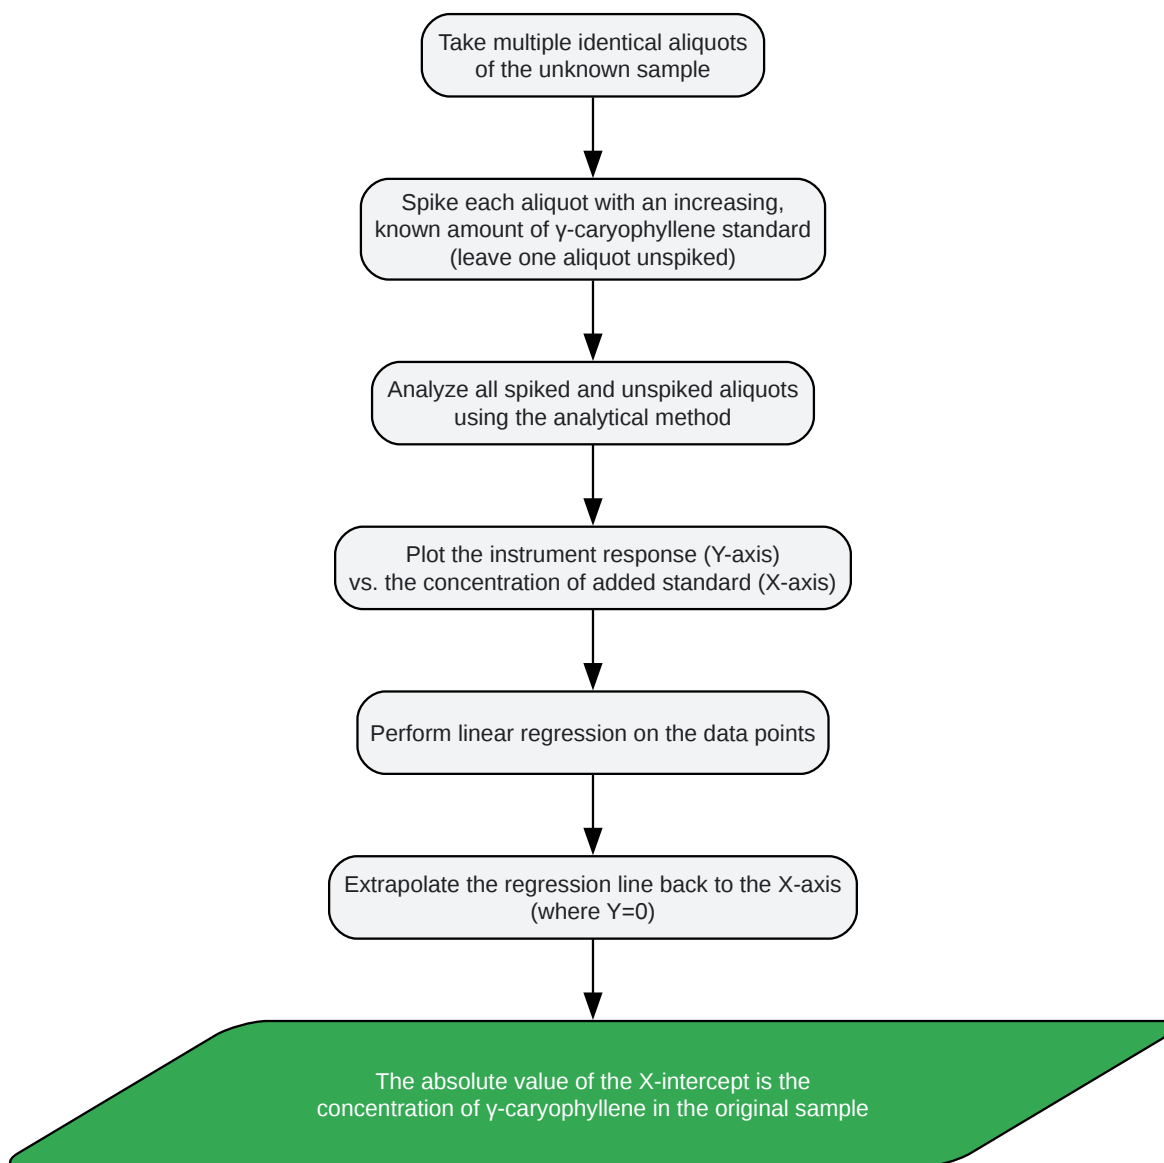 Take multiple identical aliquots
of the unknown sample
Spike each aliquot with an increasing,
known amount of γ-caryophyllene standard
(leave one aliquot unspiked)
Analyze all spiked and unspiked aliquots
using the analytical method
Plot the instrument response (Y-axis)
vs. the concentration of added standard (X-axis)
Perform linear regression on the data points
Extrapolate the regression line back to the X-axis
(where Y=0)
The absolute value of the X-intercept is the
concentration of γ-caryophyllene in the original sample